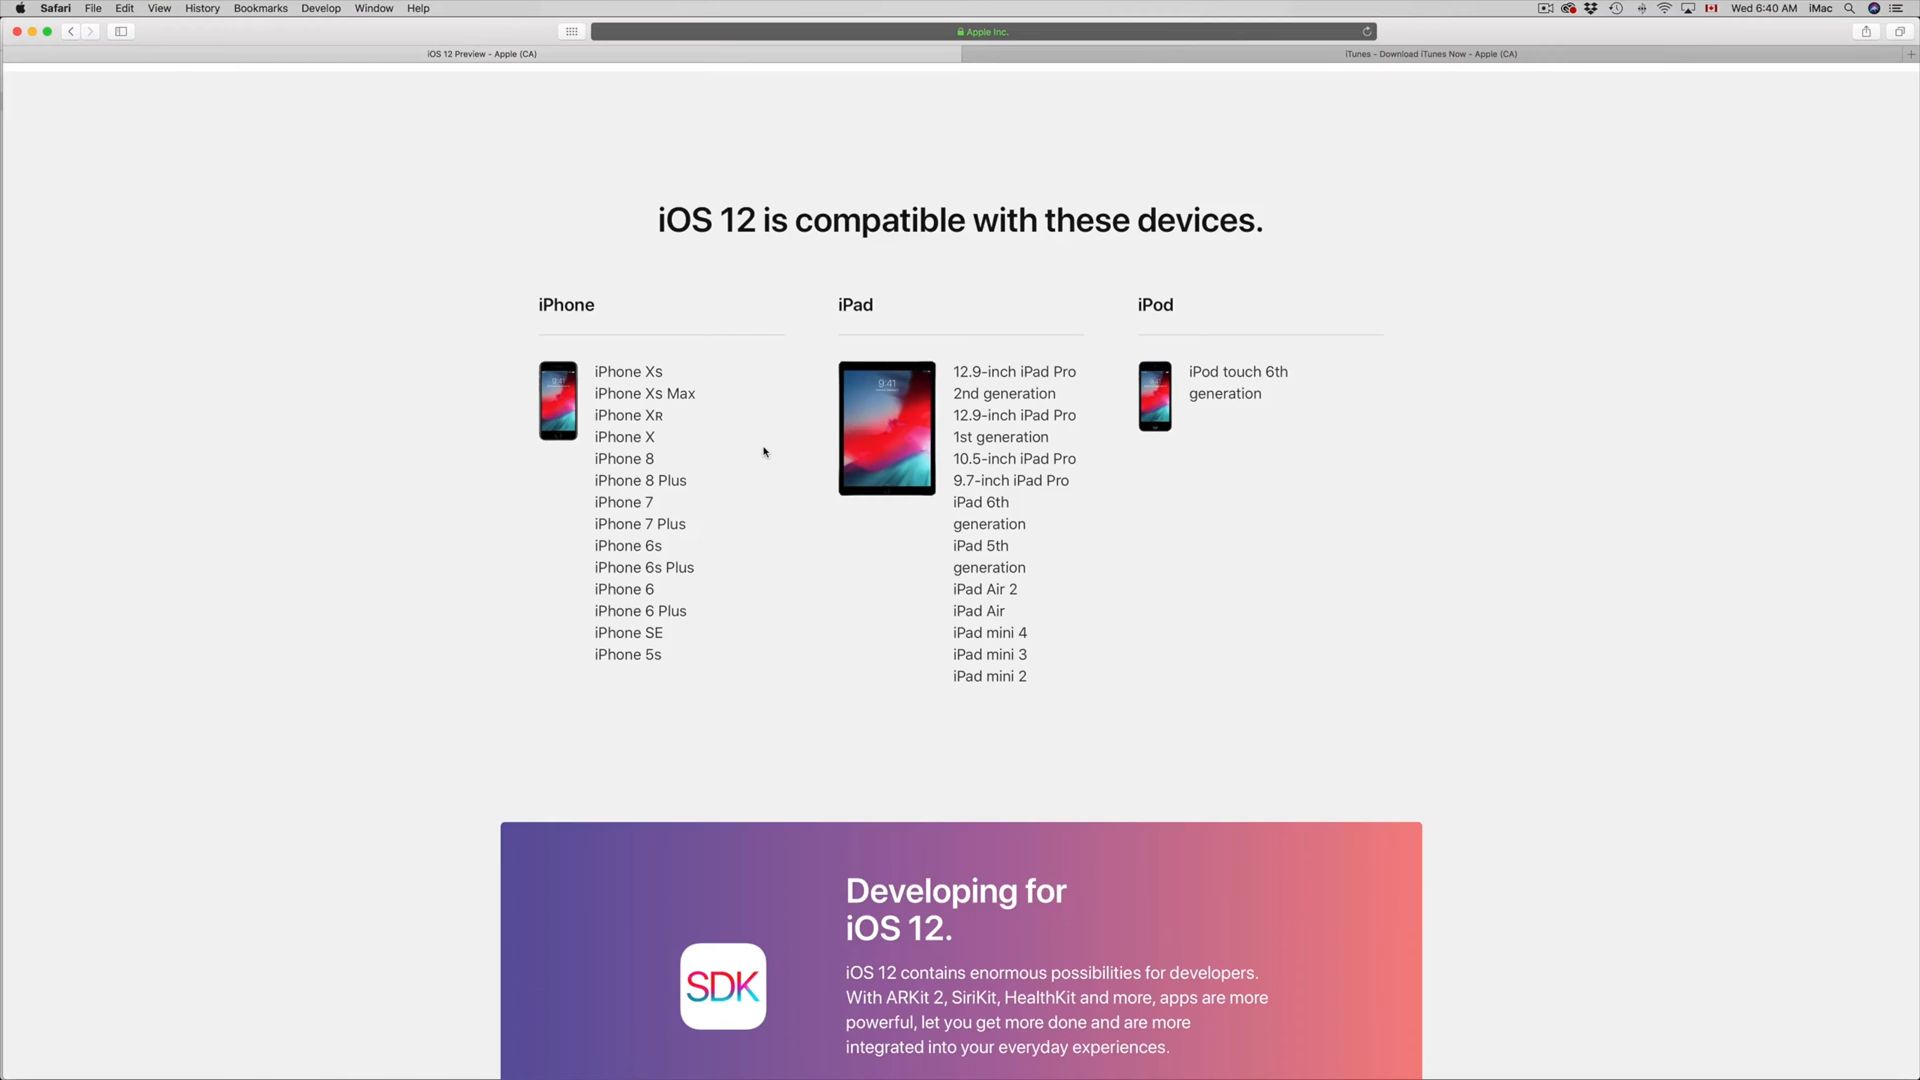 Safari File Edit View History Bookmarks Develop Window Help
Wed 6:40 AM iMac
Apple Inc.
iOS 12 Preview - Apple (CA)
iTunes - Download iTunes Now - Apple (CA)
iOS 12 is compatible with these devices.
iPhone
iPhone Xs
iPhone Xs Max
iPhone XR
iPhone X
iPhone 8
iPhone 8 Plus
iPhone 7
iPhone 7 Plus
iPhone 6s
iPhone 6s Plus
iPhone 6
iPhone 6 Plus
iPhone SE
iPhone 5s
iPad
9:41
12.9-inch iPad Pro
2nd generation
12.9-inch iPad Pro
1st generation
10.5-inch iPad Pro
9.7-inch iPad Pro
iPad 6th
generation
iPad 5th
generation
iPad Air 2
iPad Air
iPad mini 4
iPad mini 3
iPad mini 2
iPod
iPod touch 6th
generation
SDK
Developing for
iOS 12.
iOS 12 contains enormous possibilities for developers.
With ARKit 2, SiriKit, HealthKit and more, apps are more
powerful, let you get more done and are more
integrated into your everyday experiences.